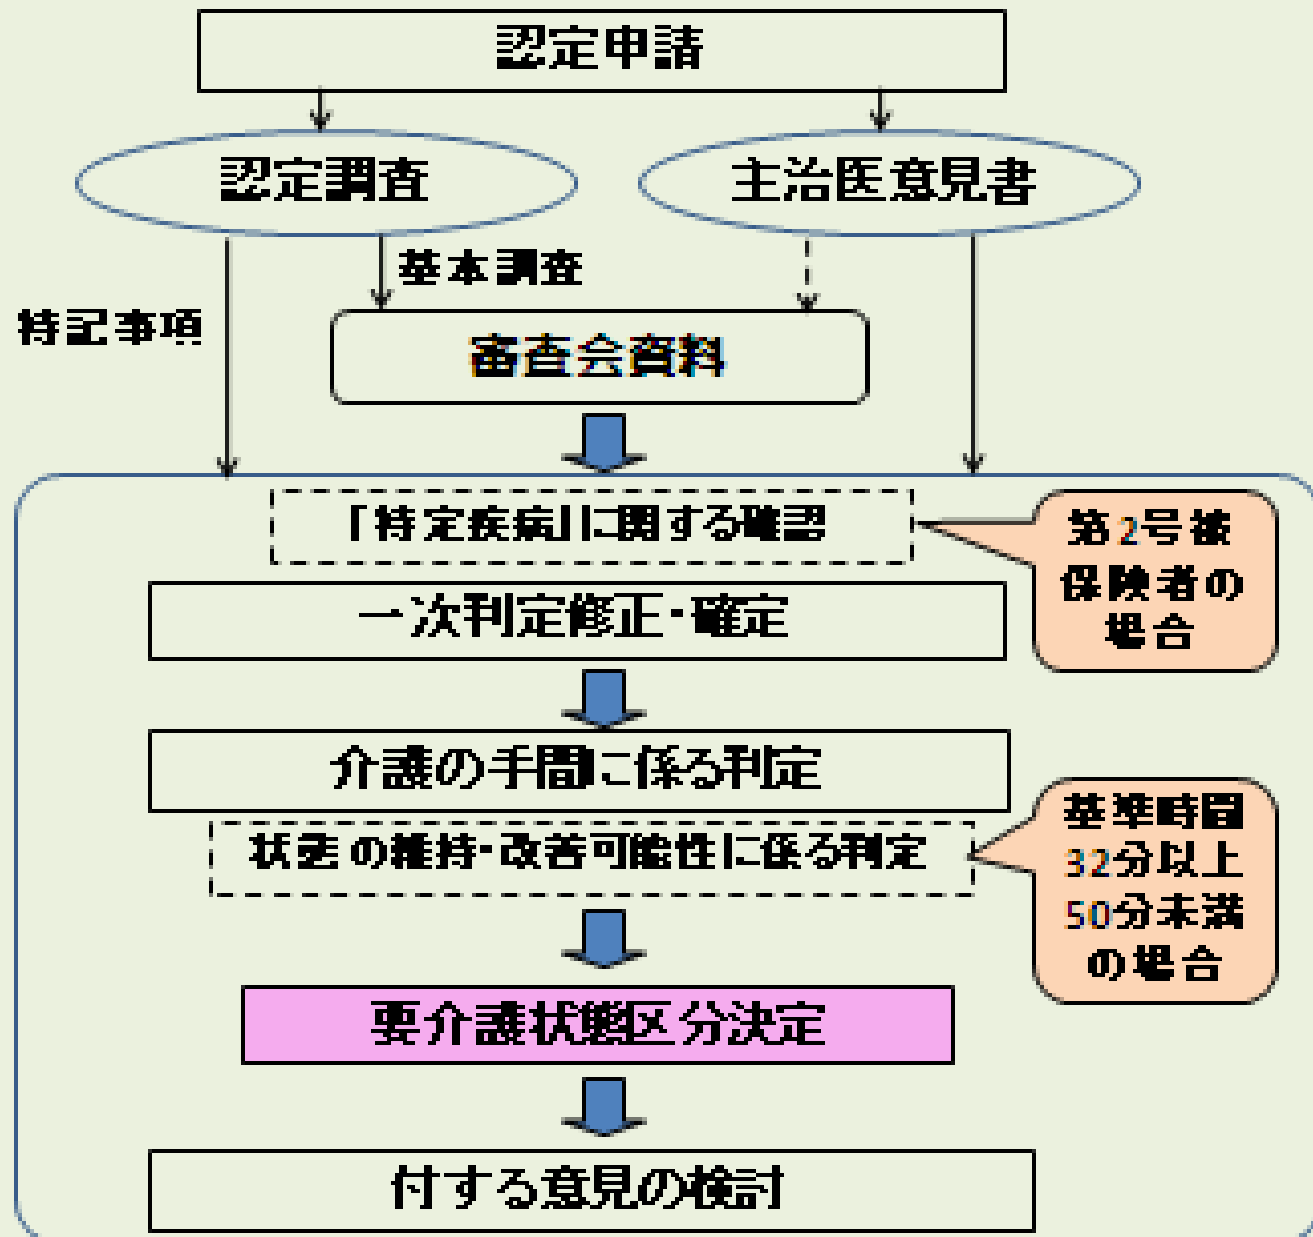 認定申請
認定調査
主治医意見書
基本調査
特記事項
審査会資料
「特定疾病」に関する確認
第2号被
保険者の
場合
一次判定修正・確定
介護の手間に係る判定
状態の維持・改善可能性に係る判定
基準時間
32分以上
50分未満
の場合
要介護状態区分決定
付する意見の検討